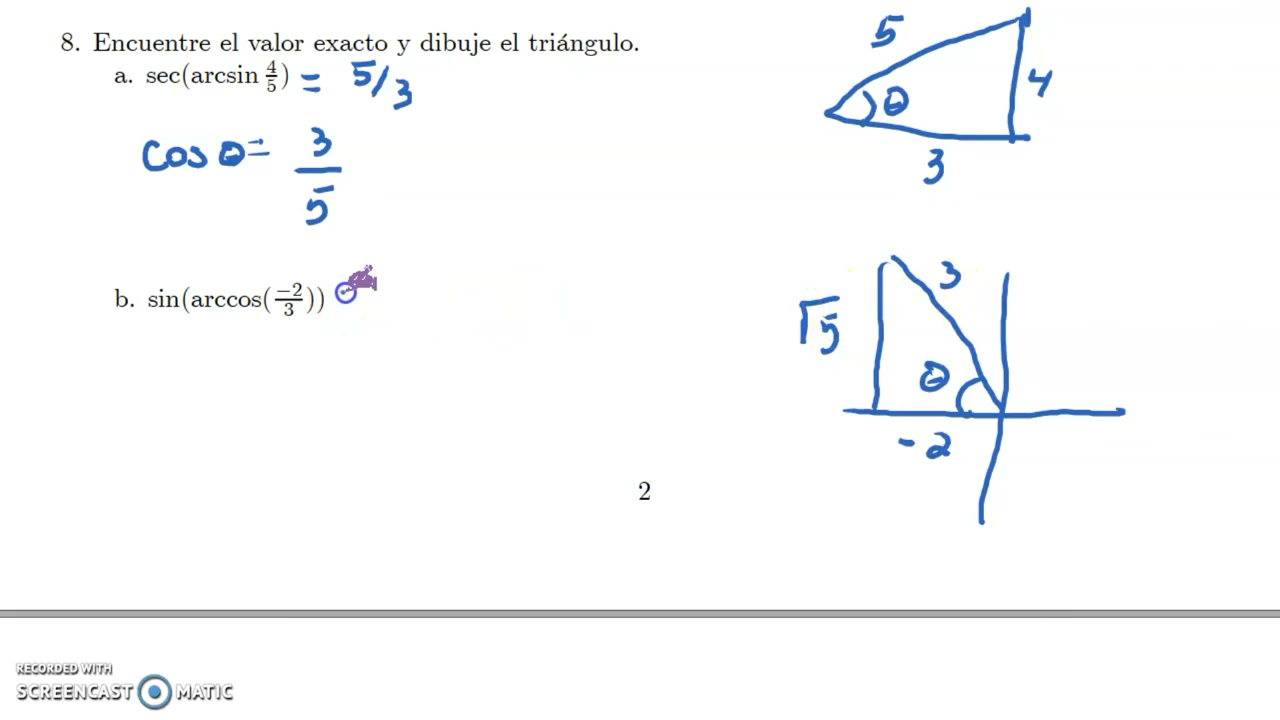 8. Encuentre el valor exacto y dibuje el triángulo.
a. sec(arcsin 4/5) = 5/3
cos θ = 3/5
5
θ
4
3
b. sin(arccos(-2/3))
3
√5
θ
-2
2
RECORDED WITH
SCREENCAST MATIC